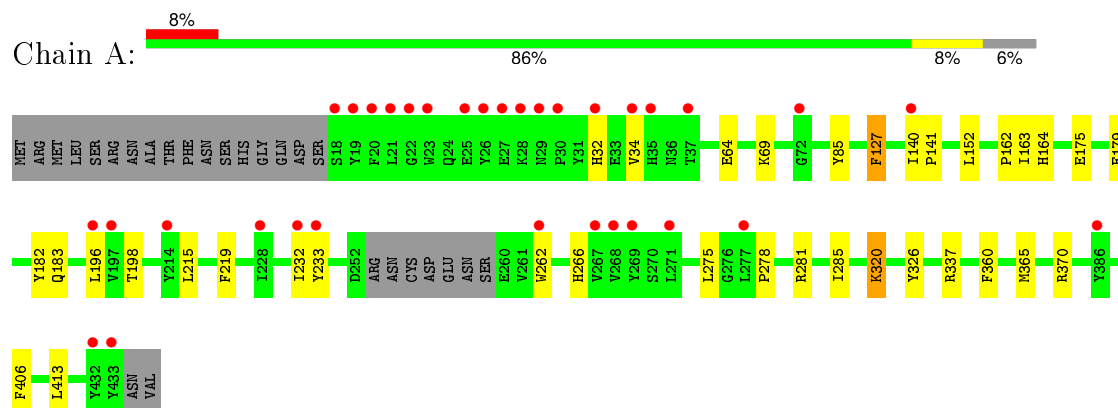 8%
Chain A:
86% 8% 6%
MET ARG MET LEU SER ARG ASN ALA THR PHE ASN SER HIS GLY GLN ASP SER S18 Y19 F20 L21 G22 W23 Q24 E25 Y26 E27 K28 N29 P30 Y31 H32 E33 V34 H35 N36 T37 E64 K69 G72 Y85 F127 I140 P141 L152 P162 I163 H164 E175 E179
Y182 Q183 L196 V197 T198 Y214 L215 F219 I228 I232 Y233 D252 ARG ASN CYS ASP GLU ASN SER E260 V261 W262 H266 V267 V268 Y269 S270 L271 L275 G276 L277 P278 R281 I285 K320 Y326 R337 F360 M365 R370 Y386
F406 L413 Y432 Y433 ASN VAL